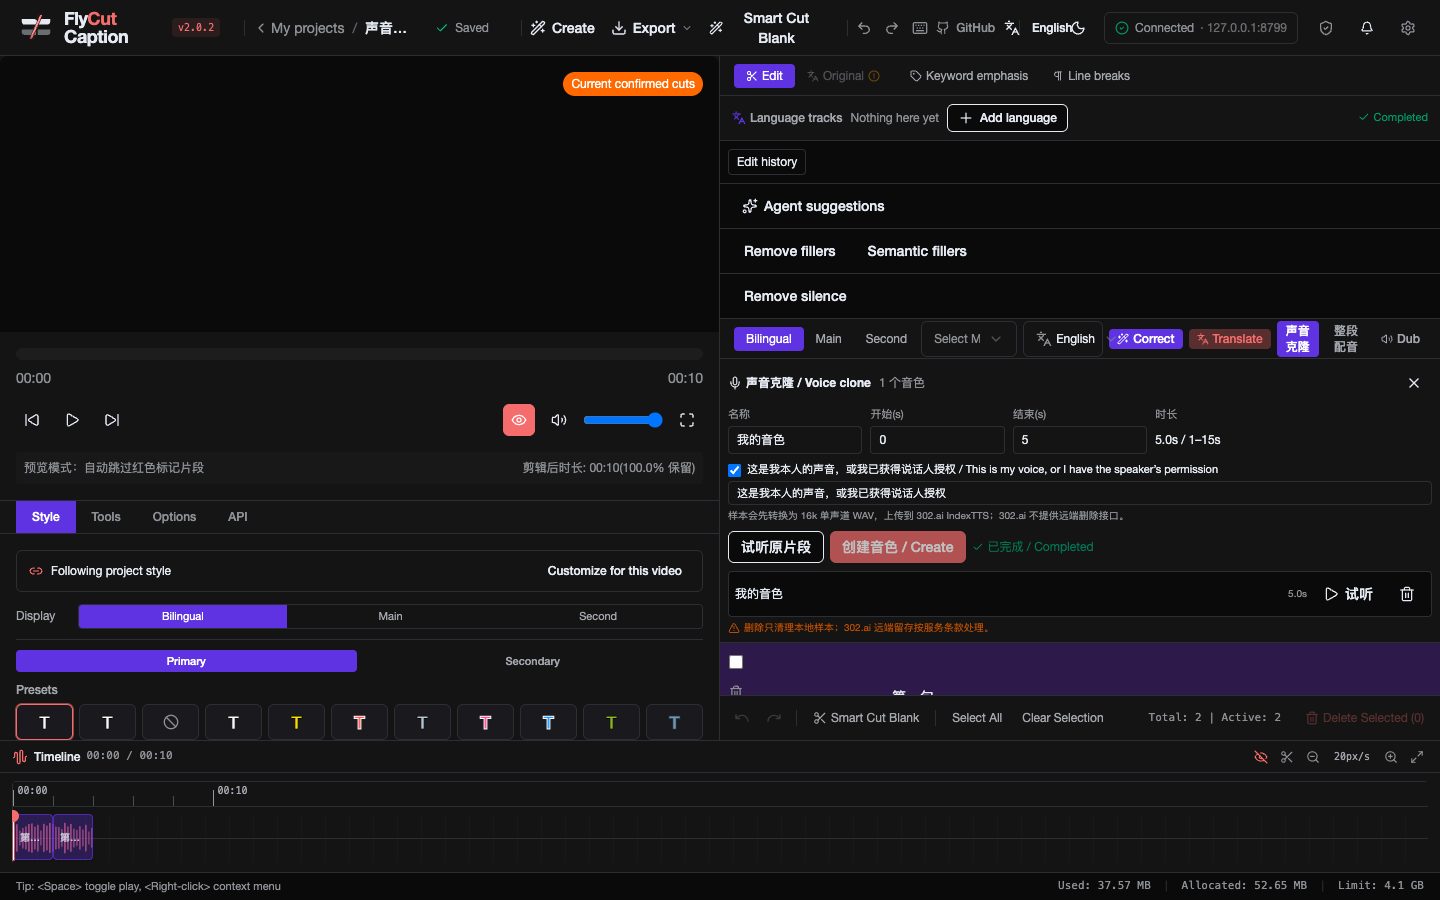 FlyCut Caption
v2.0.2
My projects / 声音...
Saved
Create
Export
Smart Cut Blank
GitHub
English
Connected · 127.0.0.1:8799
Current confirmed cuts
00:00
00:10
预览模式：自动跳过红色标记片段
剪辑后时长: 00:10(100.0% 保留)
Style
Tools
Options
API
Following project style
Customize for this video
Display
Bilingual
Main
Second
Primary
Secondary
Presets
T
T
T
T
T
T
T
T
T
T
Edit
Original
Keyword emphasis
Line breaks
Language tracks
Nothing here yet
Add language
Completed
Edit history
Agent suggestions
Remove fillers
Semantic fillers
Remove silence
Bilingual
Main
Second
Select M
English
Correct
Translate
声音克隆
整段配音
Dub
声音克隆 / Voice clone
1 个音色
名称
开始(s)
结束(s)
时长
我的音色
0
5
5.0s / 1–15s
这是我本人的声音，或我已获得说话人授权 / This is my voice, or I have the speaker's permission
这是我本人的声音，或我已获得说话人授权
样本会先转换为 16k 单声道 WAV，上传到 302.ai IndexTTS；302.ai 不提供远端删除接口。
试听原片段
创建音色 / Create
已完成 / Completed
我的音色
5.0s
试听
删除只清理本地样本；302.ai 远端留存按服务条款处理。
Smart Cut Blank
Select All
Clear Selection
Total: 2 | Active: 2
Delete Selected (0)
Timeline
00:00 / 00:10
20px/s
00:00
00:10
第...
第...
Tip: <Space> toggle play, <Right-click> context menu
Used: 37.57 MB
Allocated: 52.65 MB
Limit: 4.1 GB